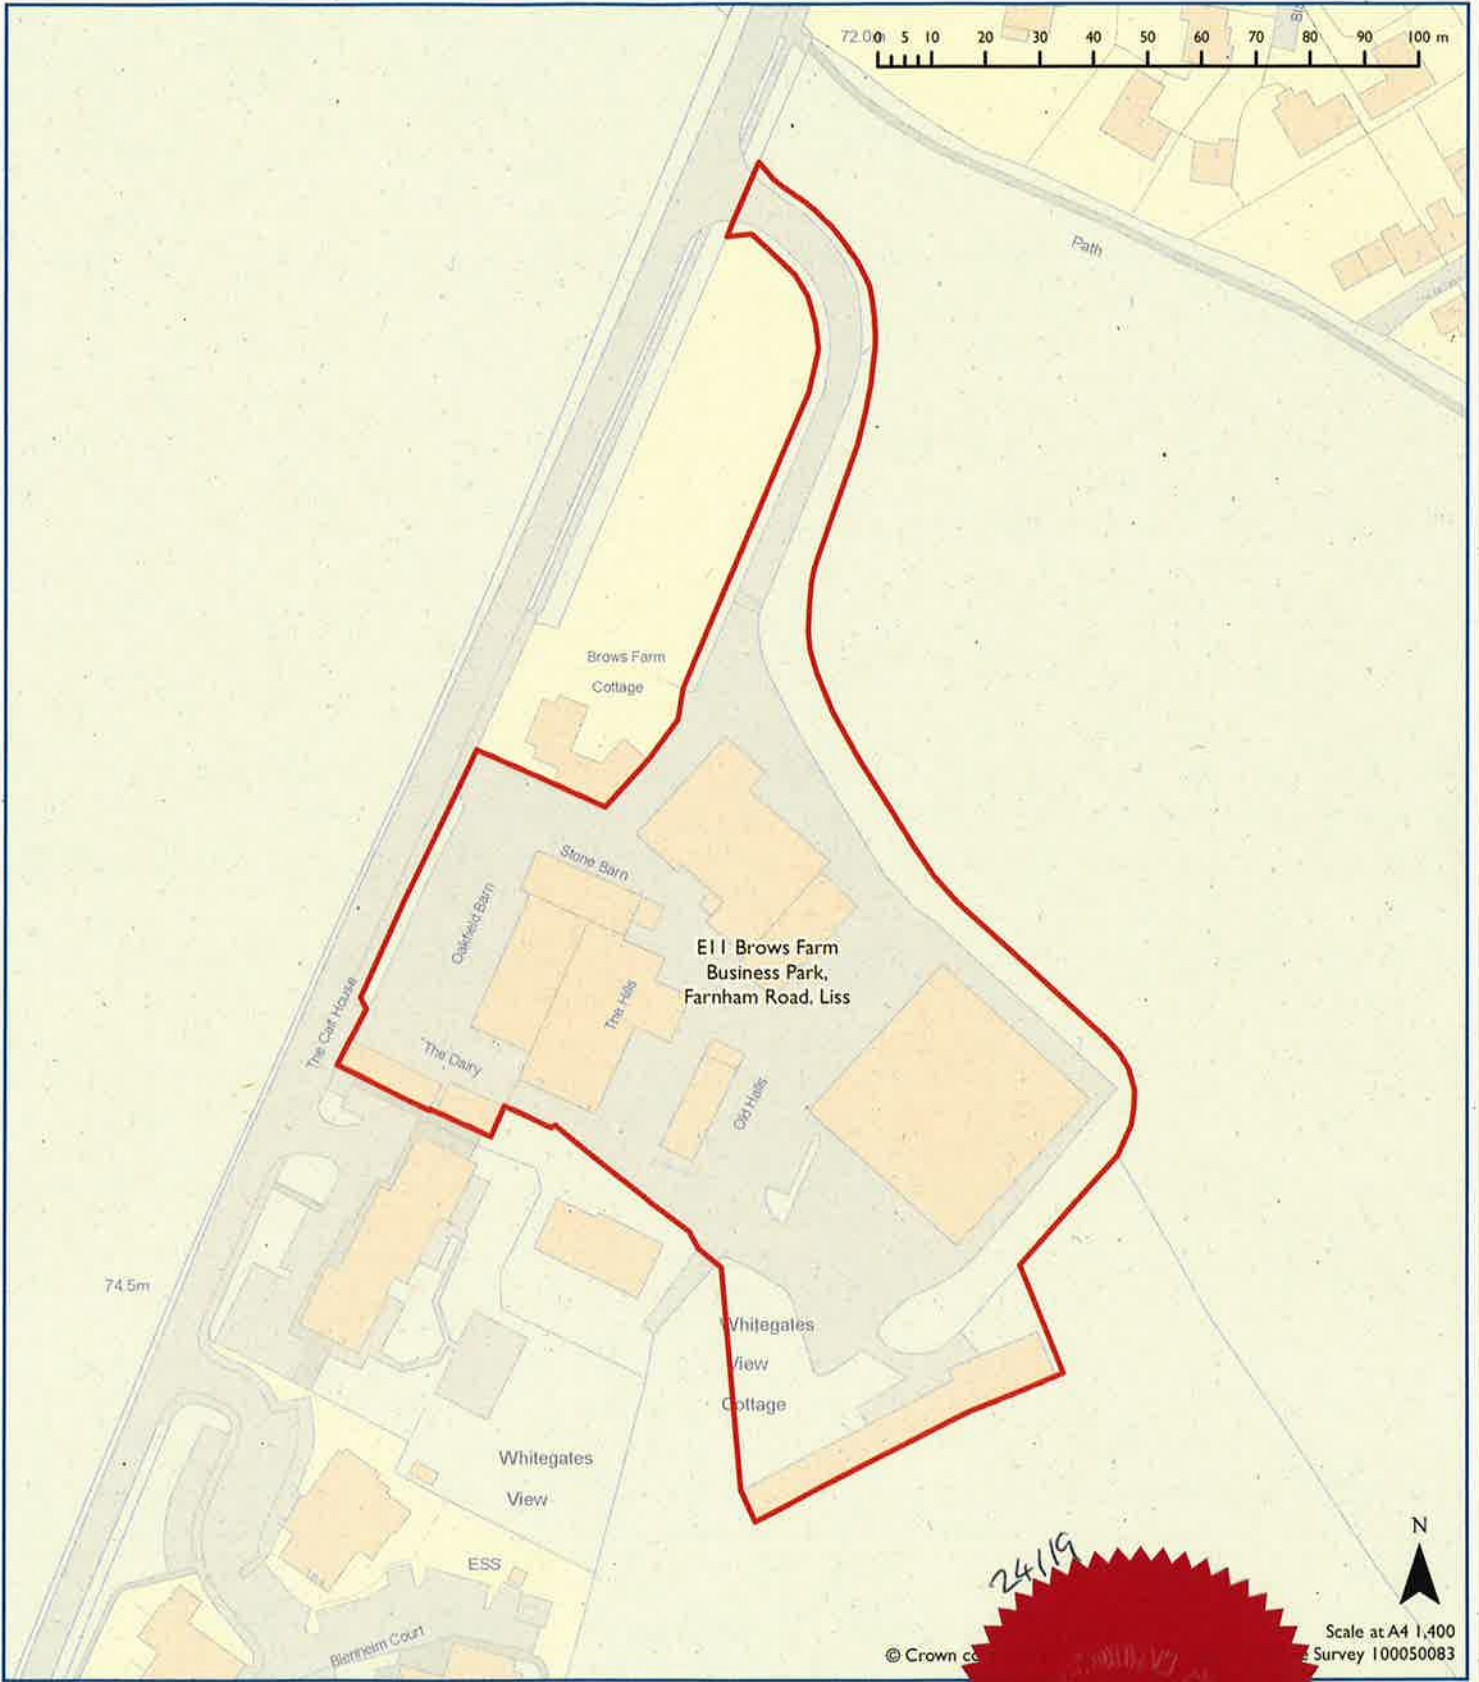 72.0m
0 5 10 20 30 40 50 60 70 80 90 100 m
Path
Brows Farm
Cottage
Stone Barn
Oakfield Barn
E11 Brows Farm
Business Park,
Farnham Road, Liss
The Hills
The Calf House
The Dairy
Old Halls
74.5m
Whitegates
View
Cottage
Whitegates
View
ESS
Blenheim Court
24/19
N
Scale at A4 1,400
© Crown co
Survey 100050083